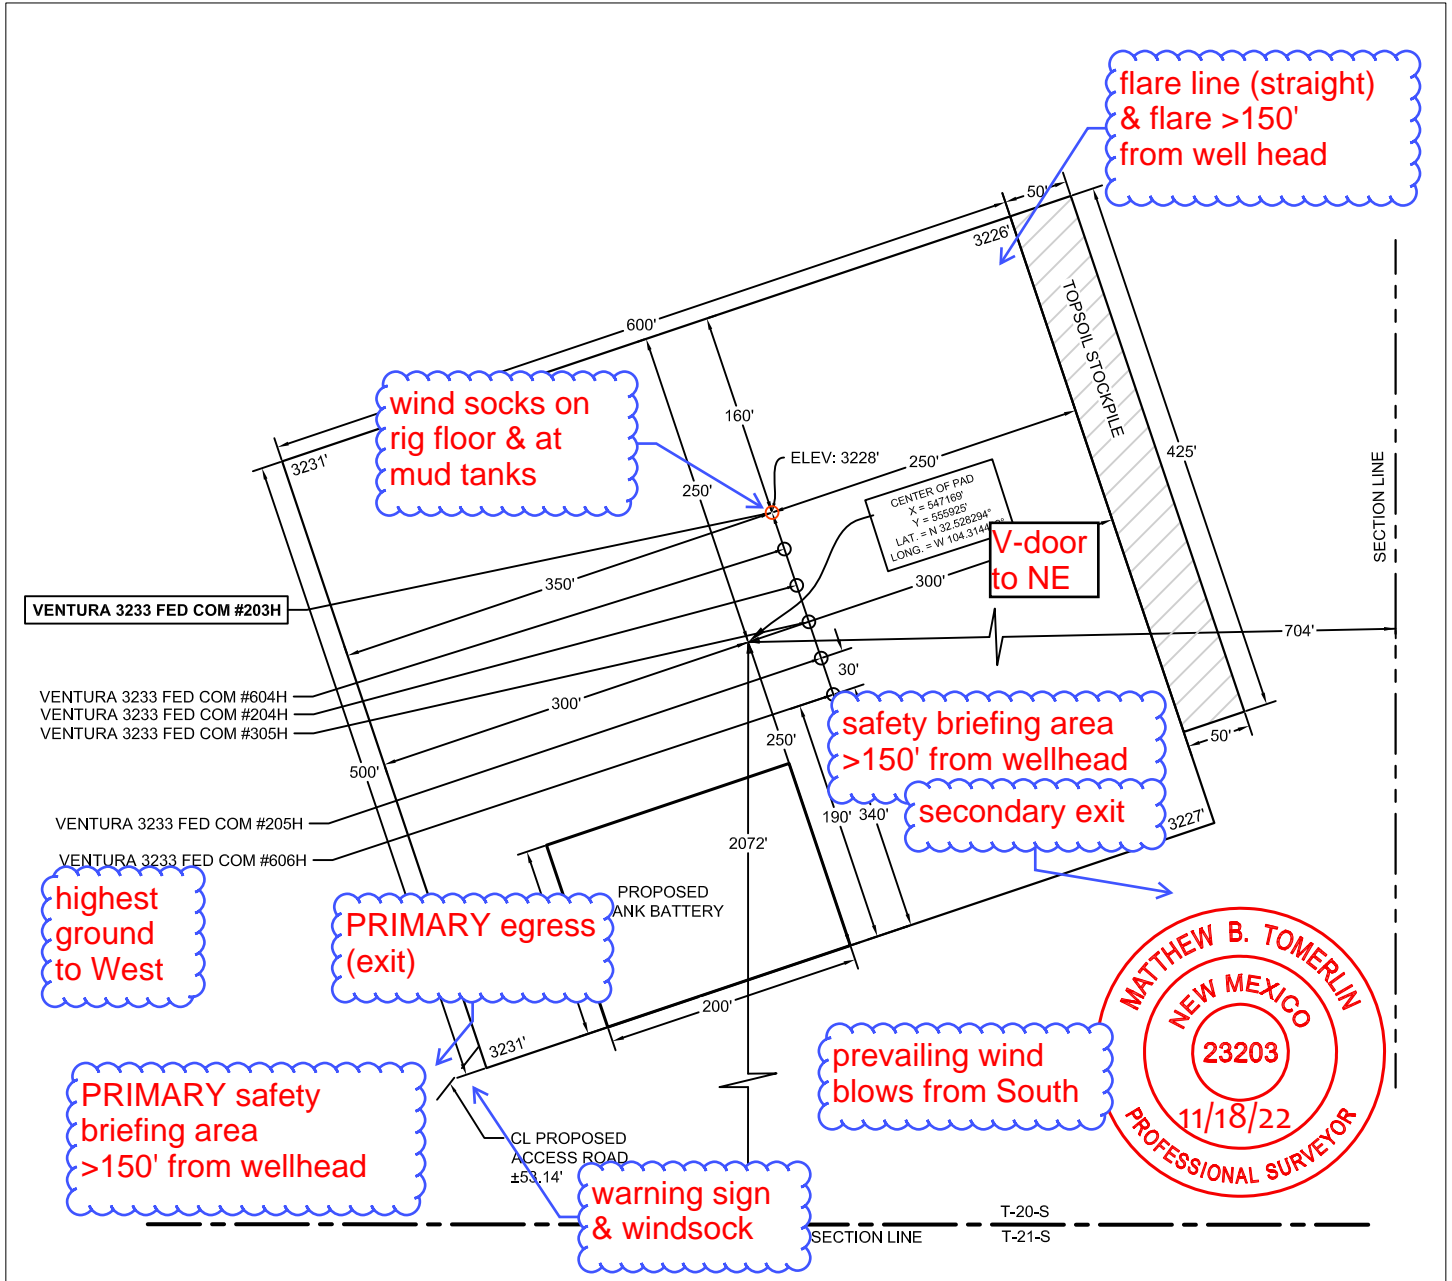 flare line (straight)
& flare >150'
from well head
50'
3226'
TOPSOIL STOCKPILE
600'
425'
SECTION LINE
wind socks on
rig floor & at
mud tanks
160'
3231'
ELEV: 3228'
250'
250'
CENTER OF PAD
X = 547169'
Y = 555925'
LAT. = N 32.528294°
LONG. = W
V-door
to NE
350'
300'
VENTURA 3233 FED COM #203H
704'
30'
VENTURA 3233 FED COM #604H
VENTURA 3233 FED COM #204H
VENTURA 3233 FED COM #305H
300'
safety briefing area
>150' from wellhead
250'
50'
500'
secondary exit
190'
340'
3227'
VENTURA 3233 FED COM #205H
2072'
VENTURA 3233 FED COM #606H
highest
ground
to West
PROPOSED
ANK BATTERY
PRIMARY egress
(exit)
200'
3231'
MATTHEW B. TOMERLIN
NEW MEXICO
23203
11/18/22
PROFESSIONAL SURVEYOR
prevailing wind
blows from South
PRIMARY safety
briefing area
>150' from wellhead
CL PROPOSED
ACCESS ROAD
±53.14'
warning sign
& windsock
T-20-S
SECTION LINE
T-21-S